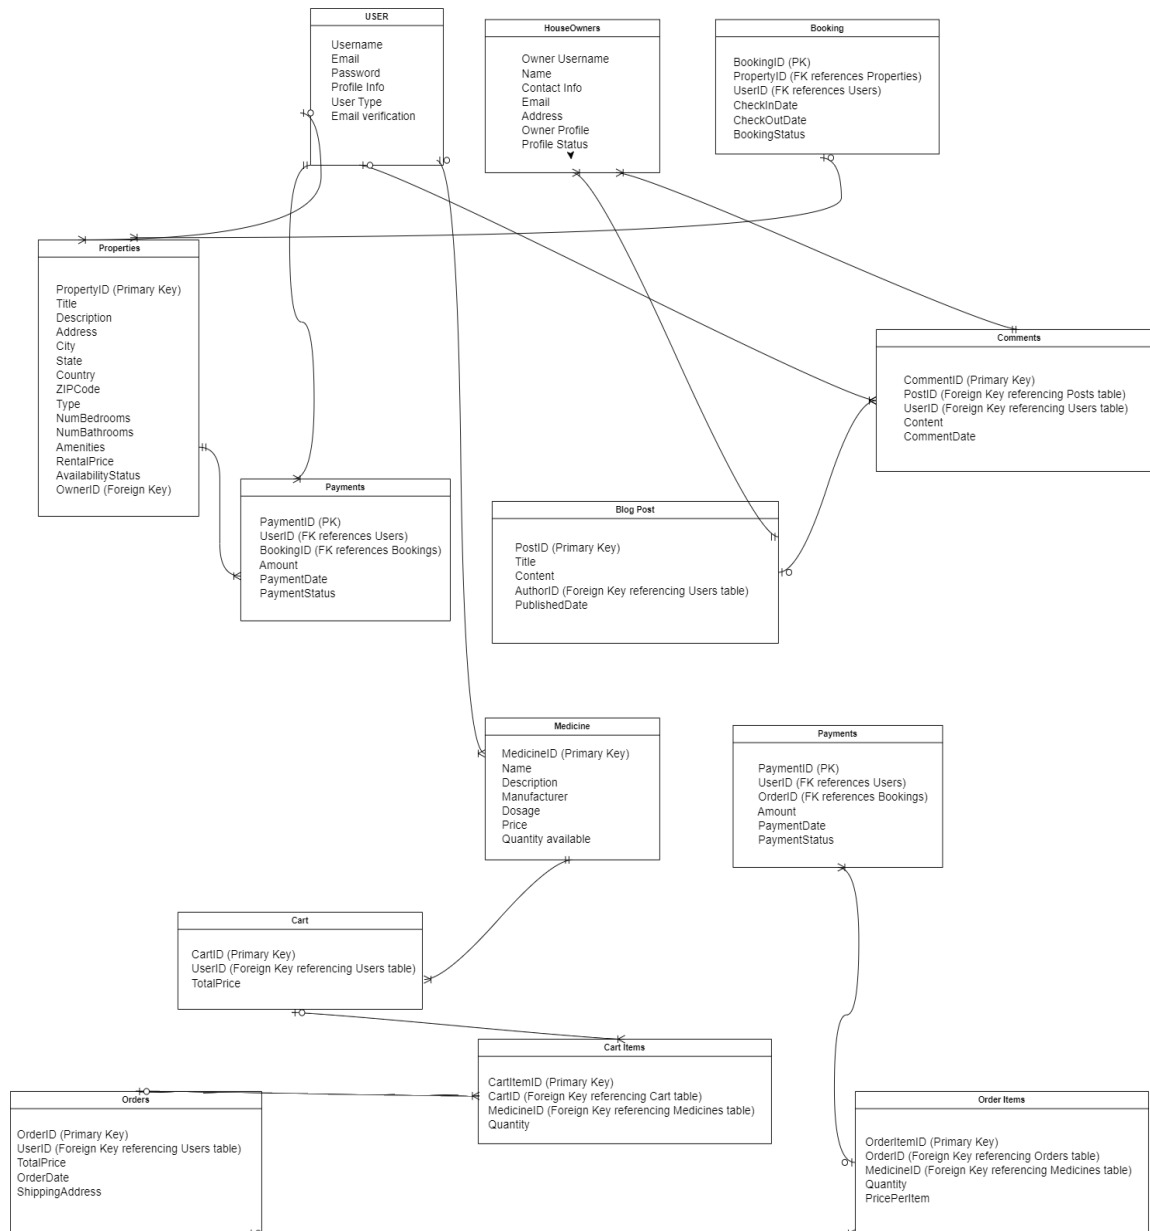 USER
Username
Email
Password
Profile Info
User Type
Email verification
HouseOwners
Owner Username
Name
Contact Info
Email
Address
Owner Profile
Profile Status
Booking
BookingID (PK)
PropertyID (FK references Properties)
UserID (FK references Users)
CheckInDate
CheckOutDate
BookingStatus
Properties
PropertyID (Primary Key)
Title
Description
Address
City
State
Country
ZIPCode
Type
NumBedrooms
NumBathrooms
Amenities
RentalPrice
AvailabilityStatus
OwnerID (Foreign Key)
Comments
CommentID (Primary Key)
PostID (Foreign Key referencing Posts table)
UserID (Foreign Key referencing Users table)
Content
CommentDate
Payments
PaymentID (PK)
UserID (FK references Users)
BookingID (FK references Bookings)
Amount
PaymentDate
PaymentStatus
Blog Post
PostID (Primary Key)
Title
Content
AuthorID (Foreign Key referencing Users table)
PublishedDate
Medicine
MedicineID (Primary Key)
Name
Description
Manufacturer
Dosage
Price
Quantity available
Payments
PaymentID (PK)
UserID (FK references Users)
OrderID (FK references Bookings)
Amount
PaymentDate
PaymentStatus
Cart
CartID (Primary Key)
UserID (Foreign Key referencing Users table)
TotalPrice
Cart Items
CartItemID (Primary Key)
CartID (Foreign Key referencing Cart table)
MedicineID (Foreign Key referencing Medicines table)
Quantity
Orders
OrderID (Primary Key)
UserID (Foreign Key referencing Users table)
TotalPrice
OrderDate
ShippingAddress
Order Items
OrderItemID (Primary Key)
OrderID (Foreign Key referencing Orders table)
MedicineID (Foreign Key referencing Medicines table)
Quantity
PricePerItem